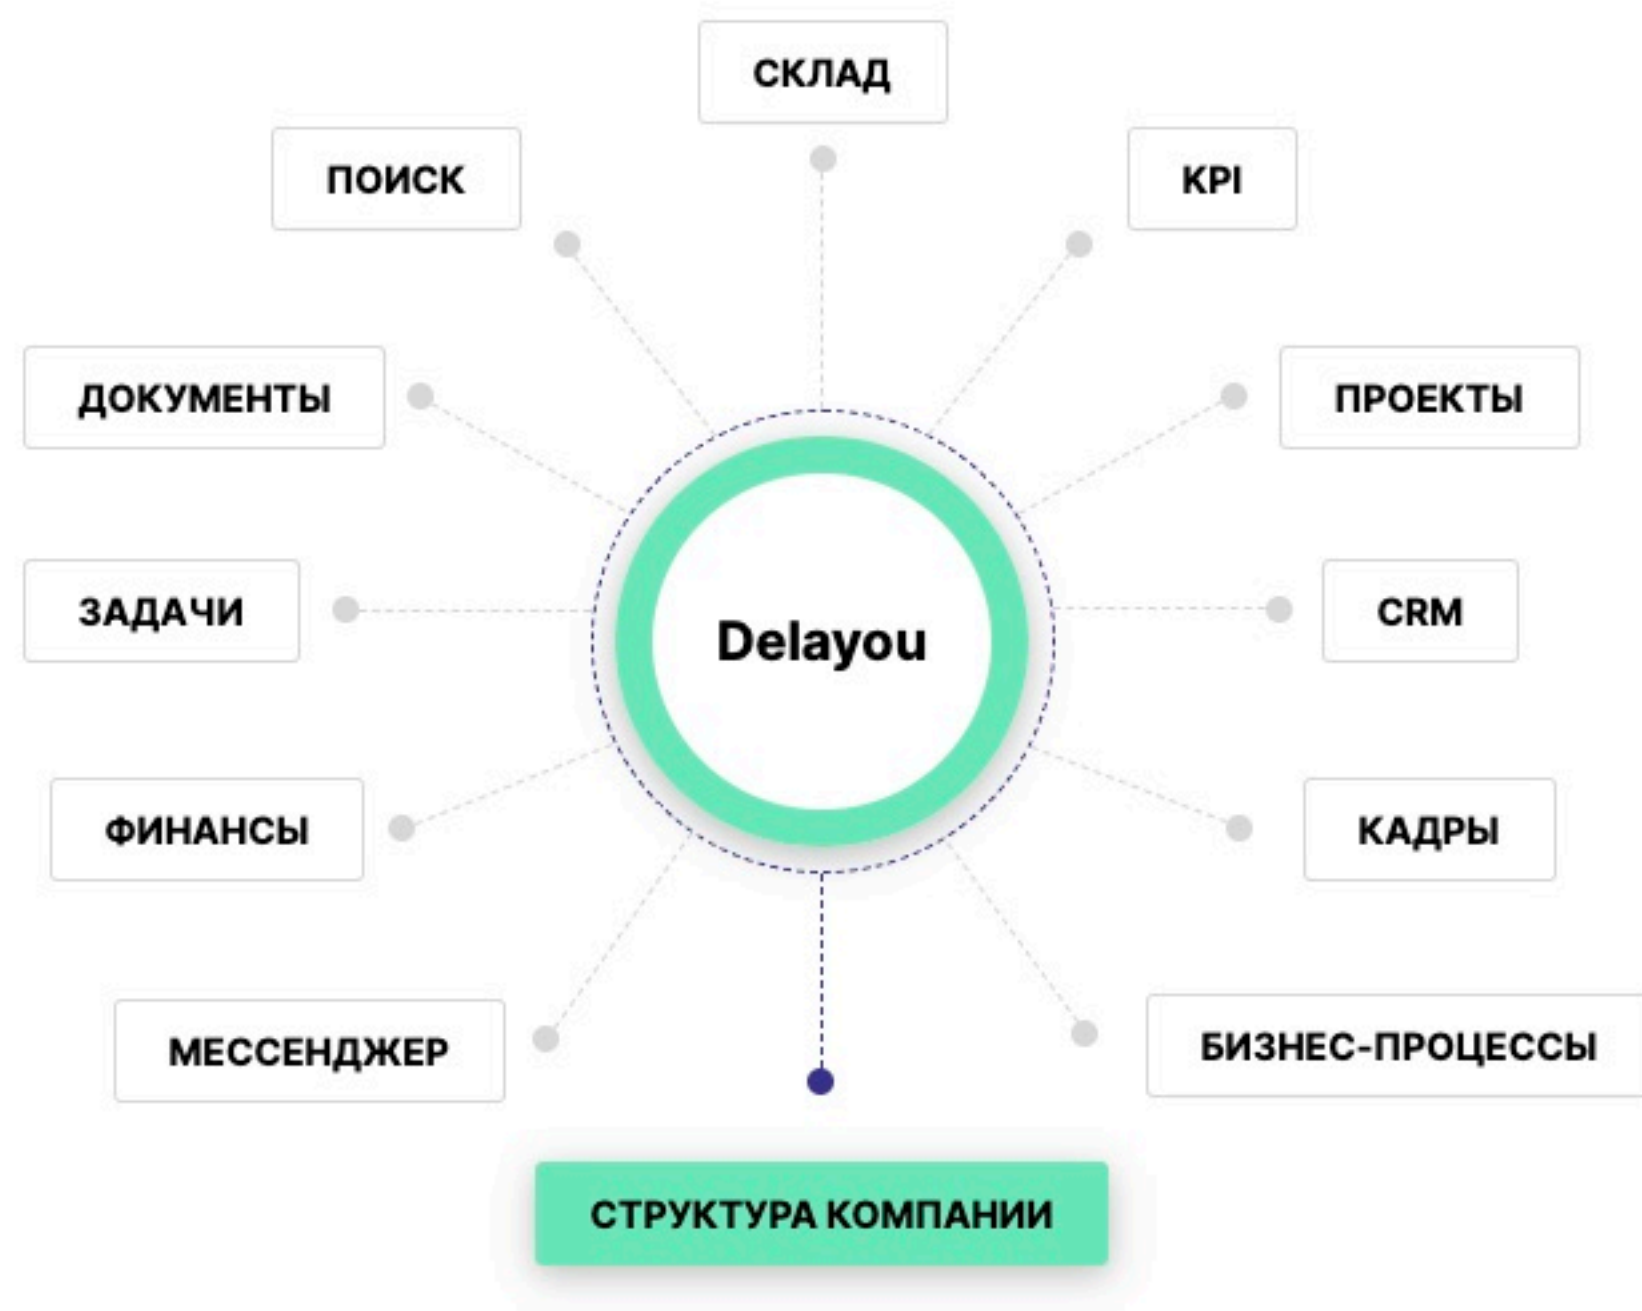 СКЛАД
ПОИСК
KPI
ДОКУМЕНТЫ
ПРОЕКТЫ
ЗАДАЧИ
CRM
Delayou
ФИНАНСЫ
КАДРЫ
МЕССЕНДЖЕР
БИЗНЕС-ПРОЦЕССЫ
СТРУКТУРА КОМПАНИИ